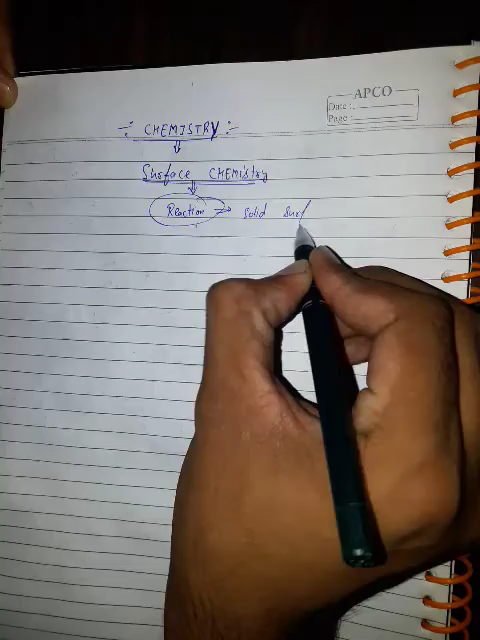 APCO
Date :
Page :
-: CHEMISTRY :-
⇓
Surface CHEMIstry
⇓
Reaction → Solid Surf